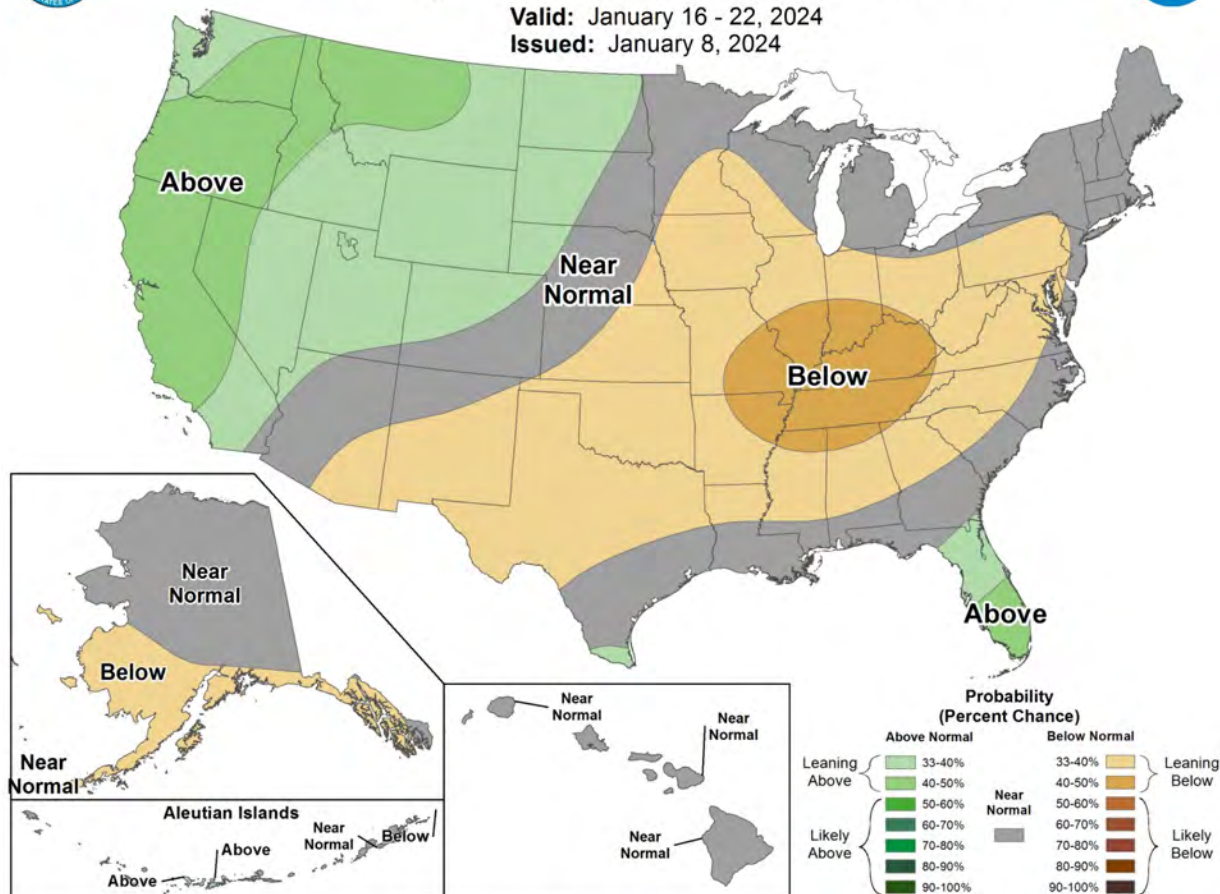 STATES OF
Valid: January 16 - 22, 2024
Issued: January 8, 2024
Above
Near
Normal
Below
Above
Near
Normal
Below
Near
Normal
Aleutian Islands
Near
Normal
Below
Above
Above
Near
Normal
Near
Normal
Near
Normal
Probability
(Percent Chance)
Above Normal
Below Normal
Leaning
Above
33-40%
40-50%
50-60%
60-70%
70-80%
80-90%
90-100%
Likely
Above
Near
Normal
33-40%
40-50%
50-60%
60-70%
70-80%
80-90%
90-100%
Leaning
Below
Likely
Below